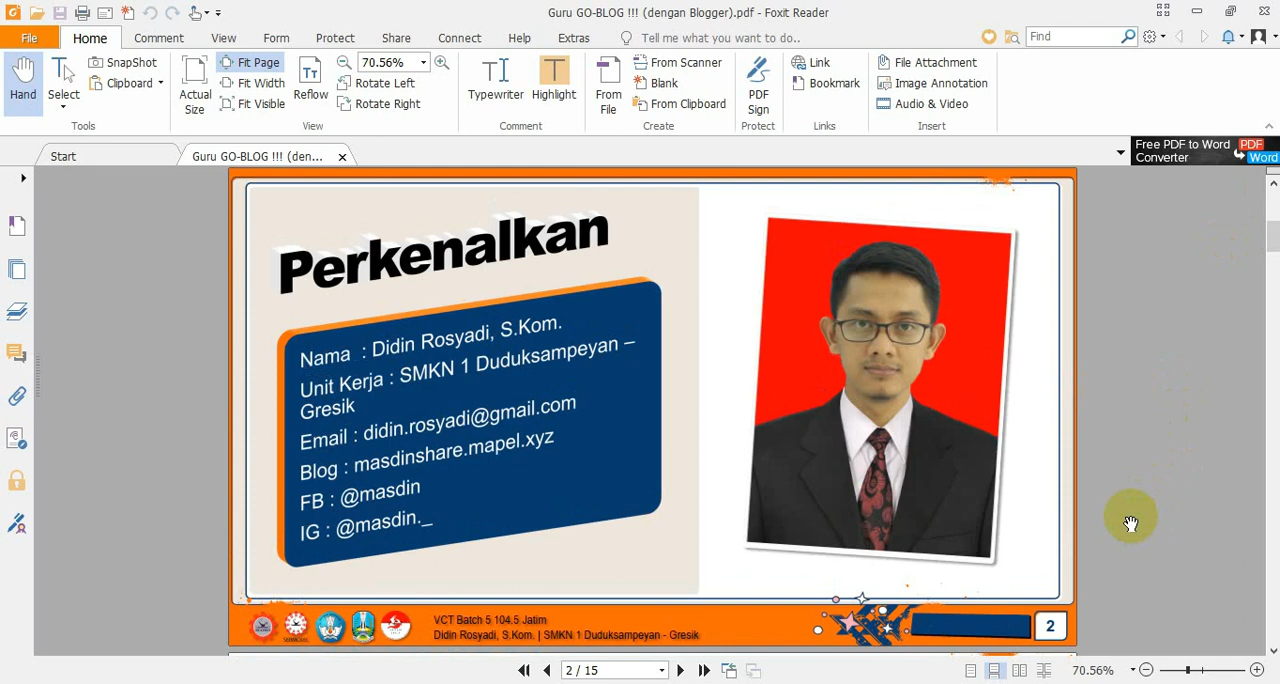 Guru GO-BLOG !!! (dengan Blogger).pdf - Foxit Reader
File Home Comment View Form Protect Share Connect Help Extras Tell me what you want to do.. Find
Hand
Select
SnapShot
Clipboard
Tools
Actual Size
Fit Page
Fit Width
Fit Visible
Reflow
70.56%
Rotate Left
Rotate Right
View
Typewriter
Highlight
Comment
From File
From Scanner
Blank
From Clipboard
Create
PDF Sign
Protect
Link
Bookmark
Links
File Attachment
Image Annotation
Audio & Video
Insert
Start
Guru GO-BLOG !!! (den...
Free PDF to Word
Converter
PDF
Word
Perkenalkan
Nama : Didin Rosyadi, S.Kom.
Unit Kerja : SMKN 1 Duduksampeyan –
Gresik
Email : didin.rosyadi@gmail.com
Blog : masdinshare.mapel.xyz
FB : @masdin
IG : @masdin._
VCT Batch 5 104.5 Jatim
Didin Rosyadi, S.Kom. | SMKN 1 Duduksampeyan - Gresik
2
2 / 15
70.56%